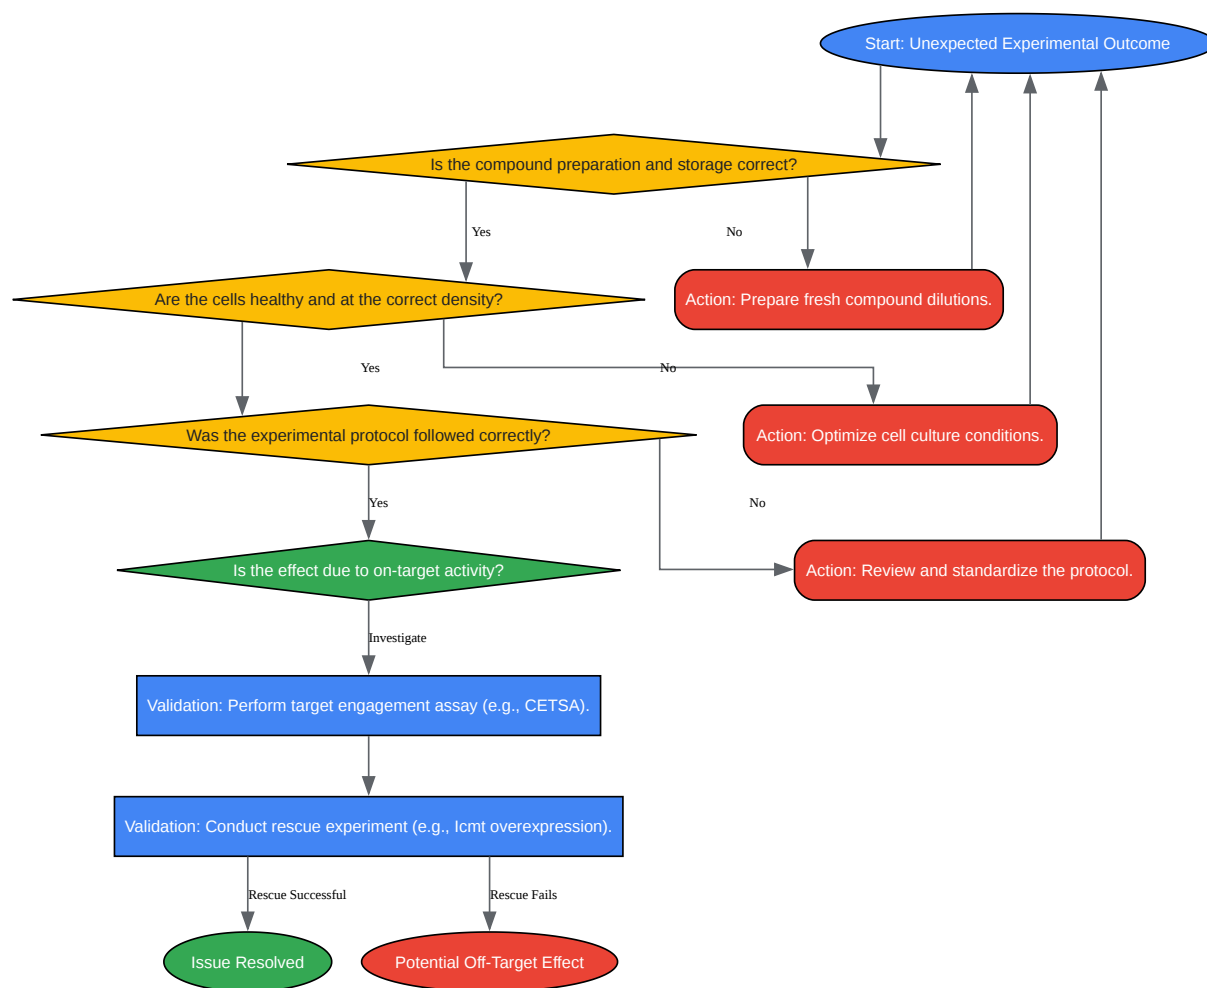 Start: Unexpected Experimental Outcome
Is the compound preparation and storage correct?
Yes
No
Are the cells healthy and at the correct density?
Action: Prepare fresh compound dilutions.
Yes
No
Was the experimental protocol followed correctly?
Action: Optimize cell culture conditions.
Yes
No
Is the effect due to on-target activity?
Action: Review and standardize the protocol.
Investigate
Validation: Perform target engagement assay (e.g., CETSA).
Validation: Conduct rescue experiment (e.g., Icmt overexpression).
Rescue Successful
Rescue Fails
Issue Resolved
Potential Off-Target Effect